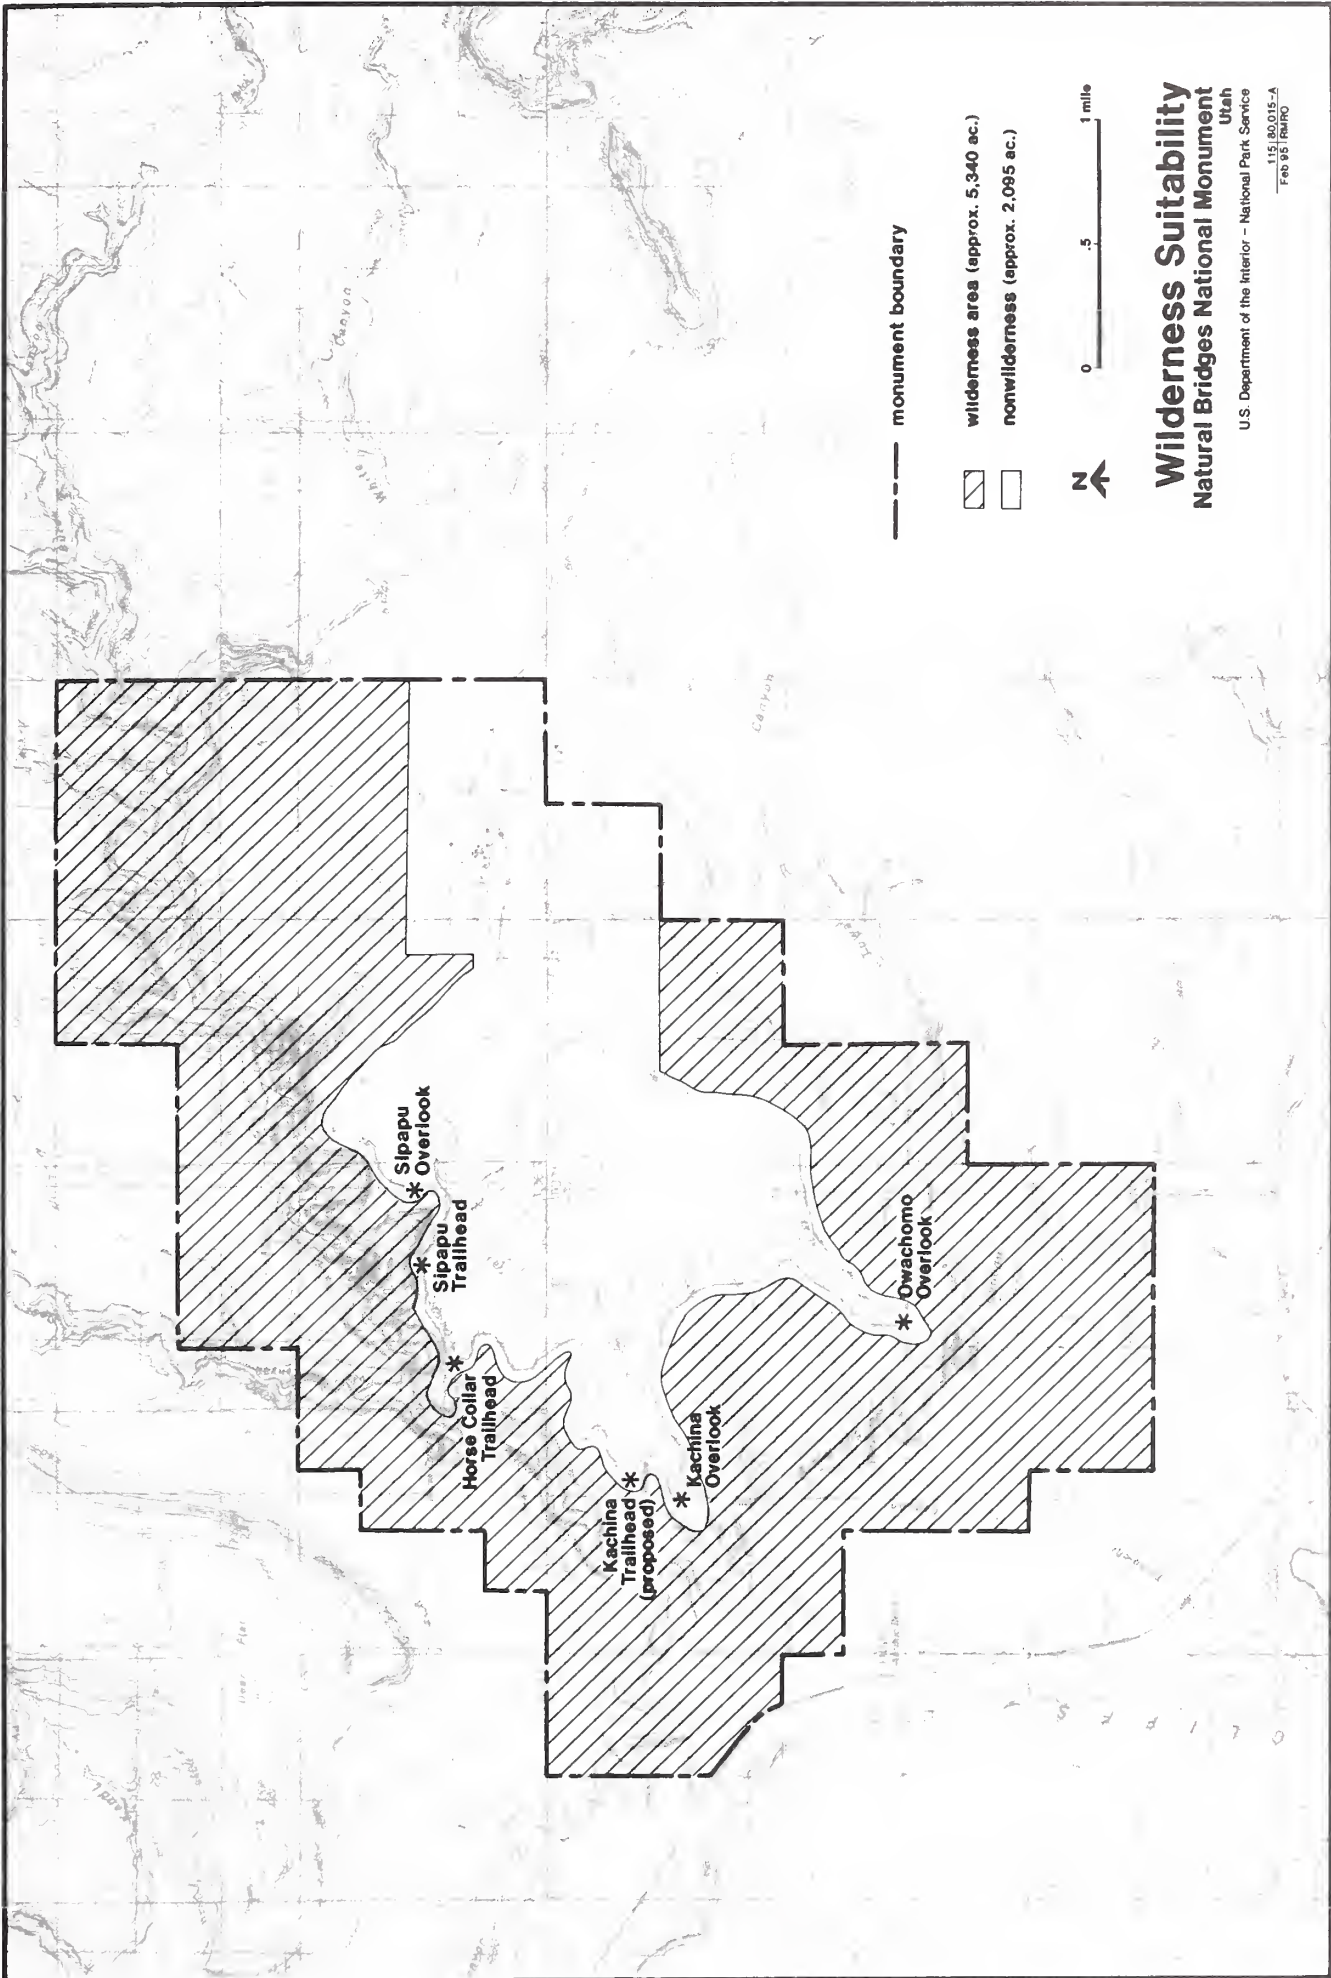 Sipapu
Overlook
Sipapu
Trailhead
Horse Collar
Trailhead
Kachina
Trailhead
(proposed)
Kachina
Overlook
Owachomo
Overlook
White
Canyon
Canyon
monument boundary
wilderness area (approx. 5,340 ac.)
nonwilderness (approx. 2,095 ac.)
N
0
.5
1 mile
Wilderness Suitability
Natural Bridges National Monument
Utah
U.S. Department of the Interior – National Park Service
115|80,015-A
Feb 95|RMRO